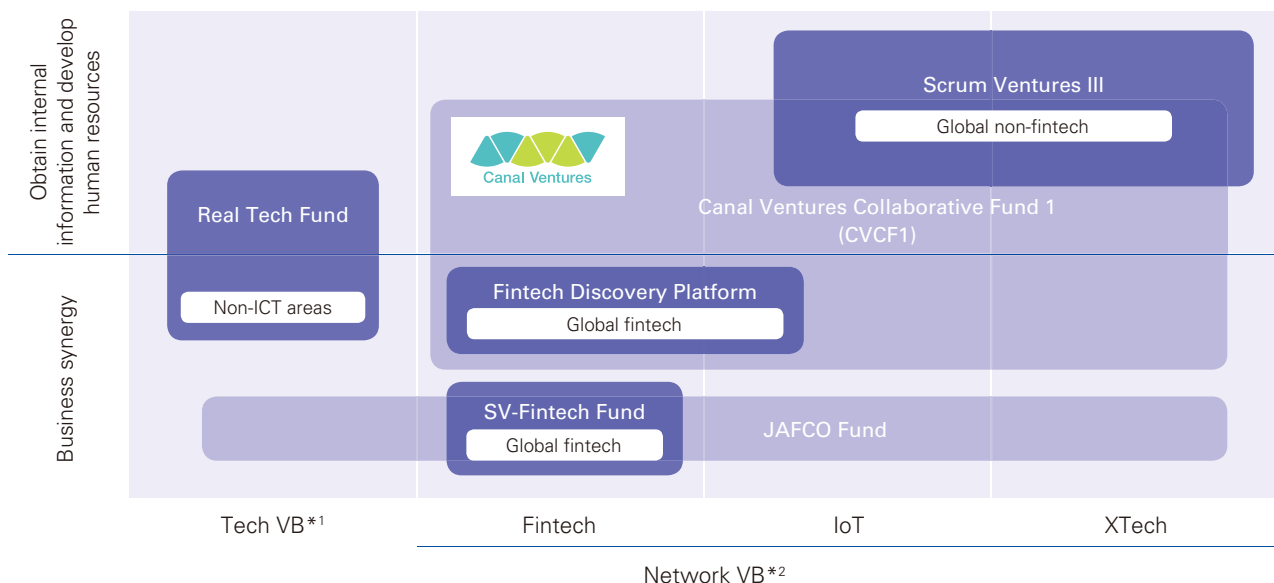 Obtain internal
information and develop
human resources
Business synergy
Scrum Ventures III
Global non-fintech
Canal Ventures
Real Tech Fund
Non-ICT areas
Canal Ventures Collaborative Fund 1
(CVCF1)
Fintech Discovery Platform
Global fintech
SV-Fintech Fund
Global fintech
JAFCO Fund
Tech VB*1
Fintech
IoT
XTech
Network VB*2